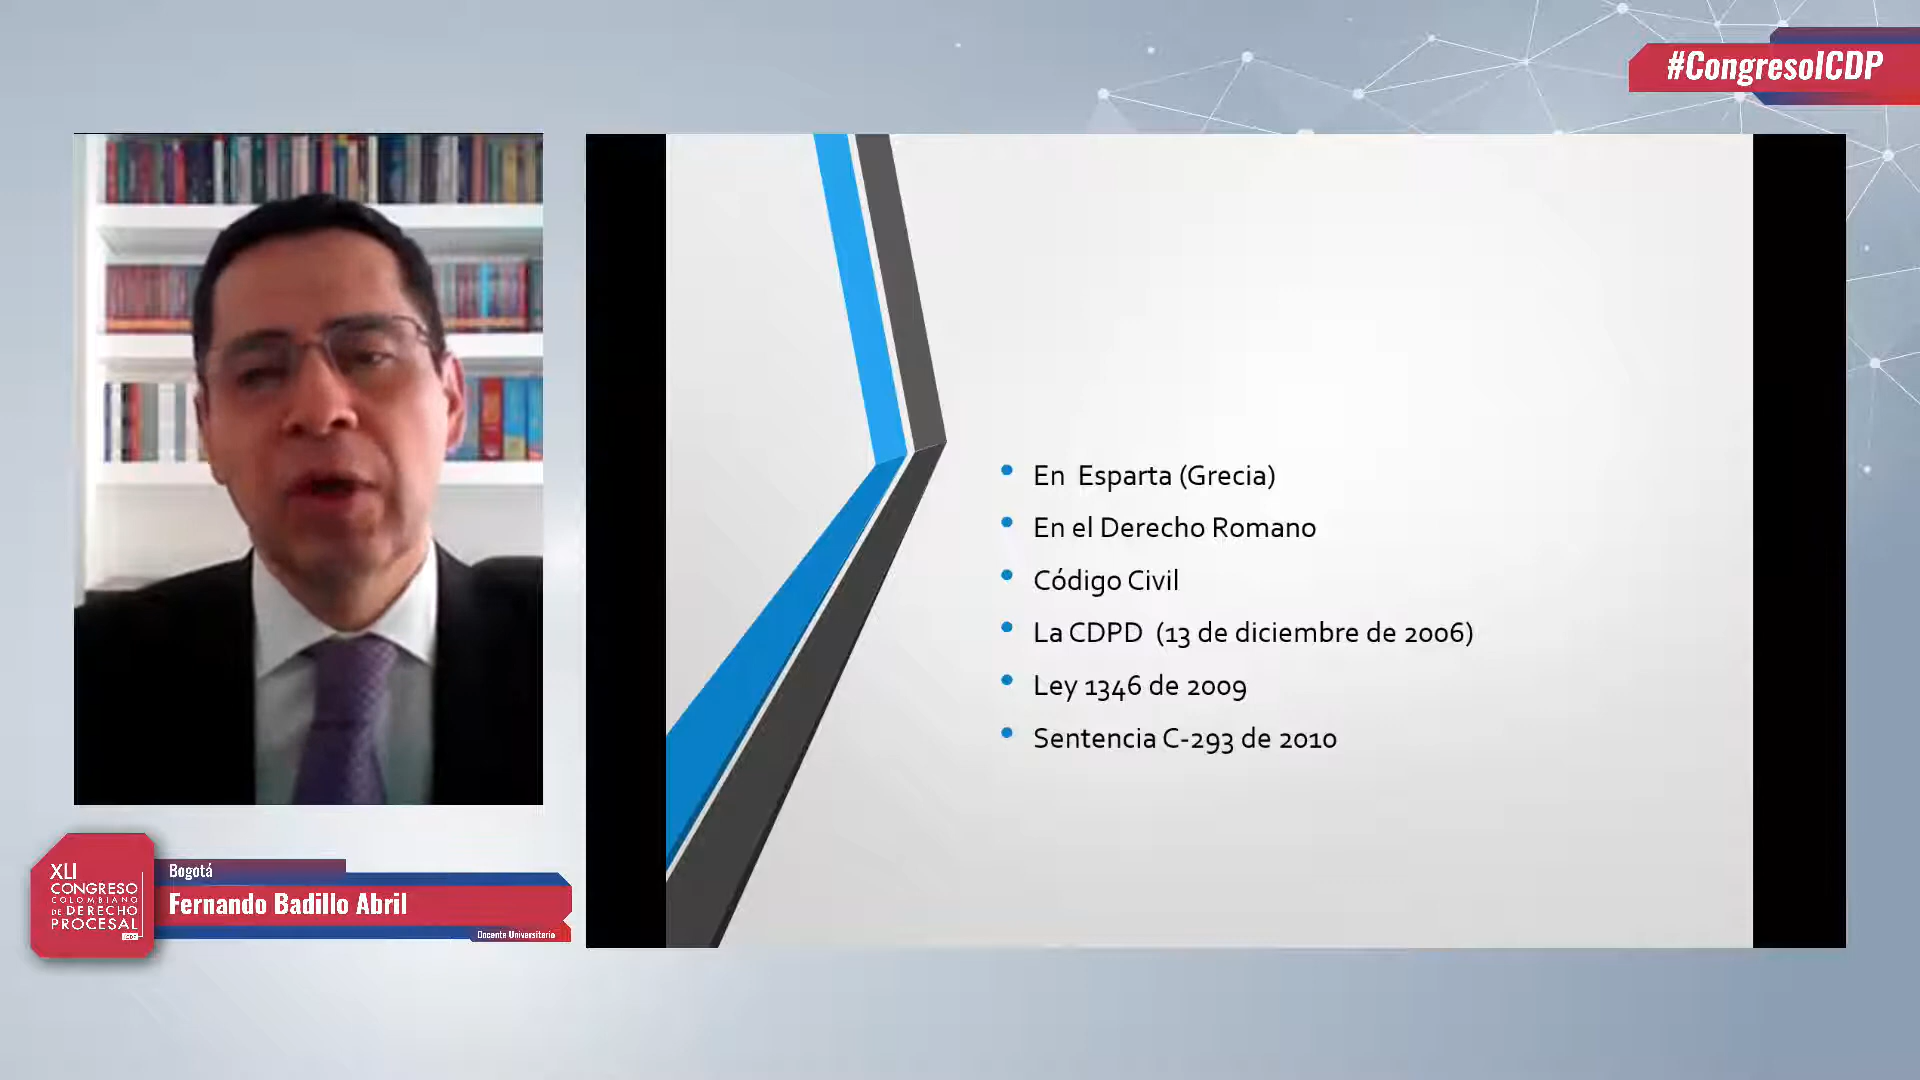 #CongresoICDP
En  Esparta (Grecia)
En el Derecho Romano
Código Civil
La CDPD  (13 de diciembre de 2006)
Ley 1346 de 2009
Sentencia C-293 de 2010
XLI
CONGRESO
COLOMBIANO
DE DERECHO
PROCESAL
Bogotá
Fernando Badillo Abril
Docente Universitario